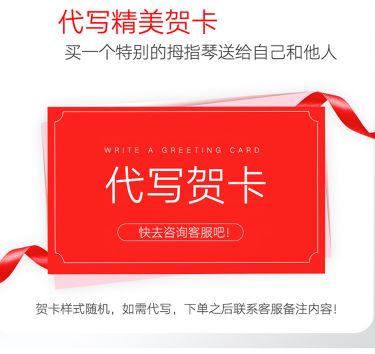 代写精美贺卡
买一个特别的拇指琴送给自己和他人
WRITE A GREETING CARD
代写贺卡
快去咨询客服吧!
贺卡样式随机，如需代写，下单之后联系客服备注内容!